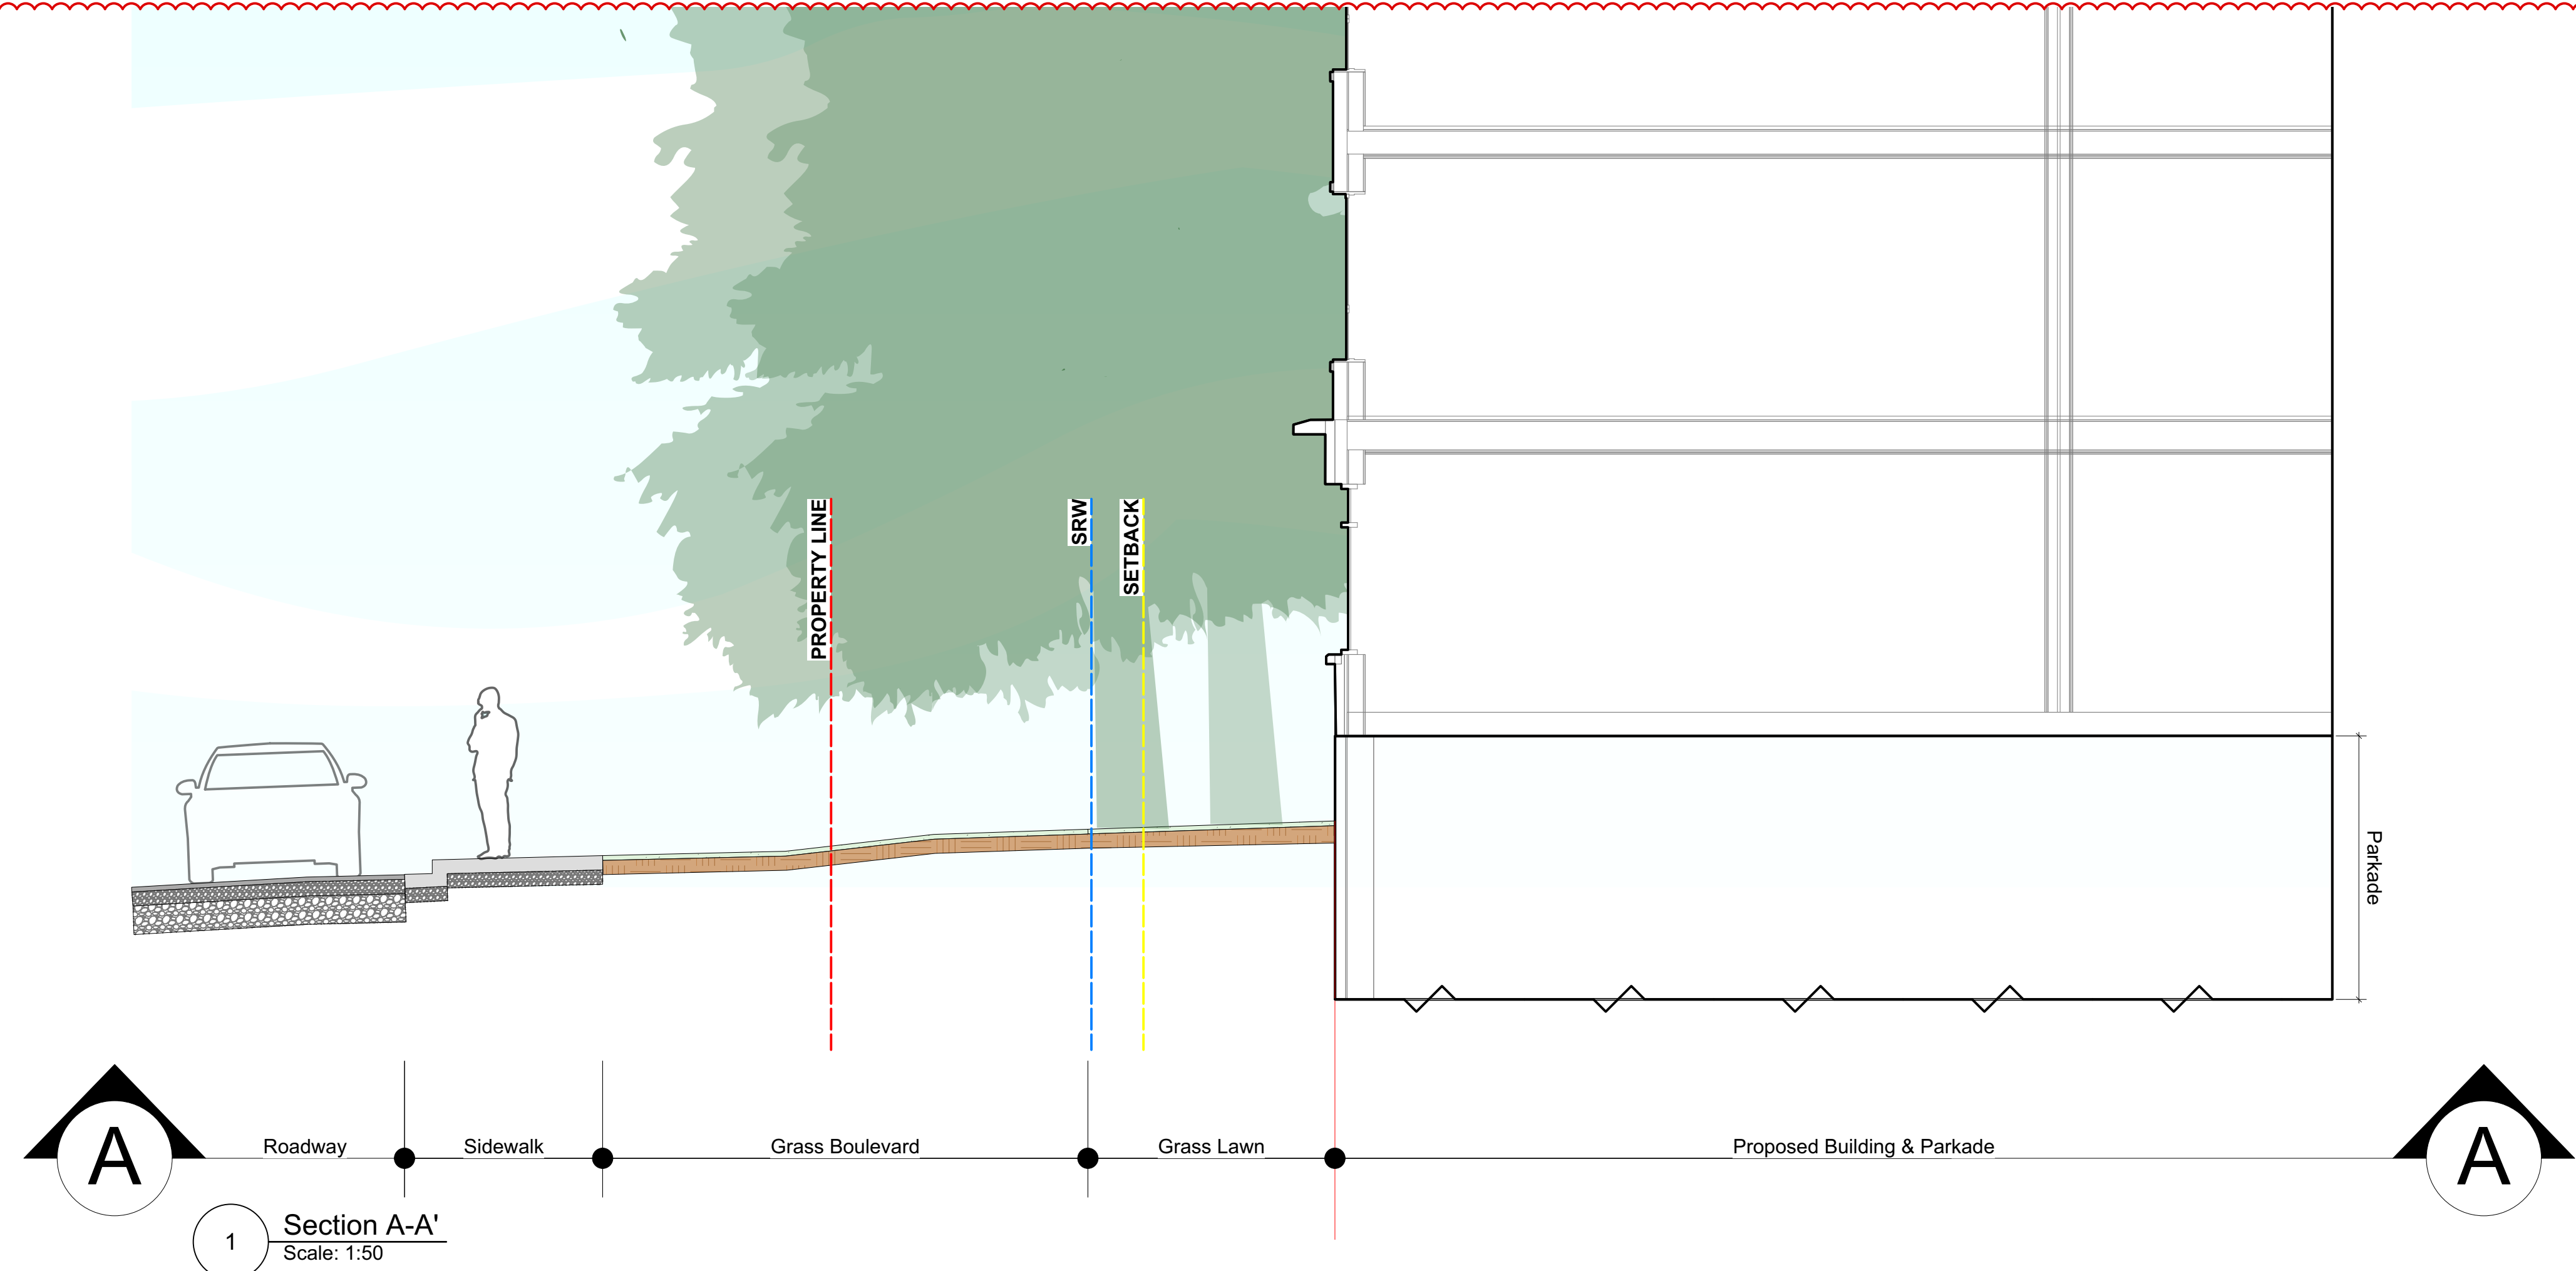 PROPERTY LINE
SRW
SETBACK
Parkade
A
Roadway
Sidewalk
Grass Boulevard
Grass Lawn
Proposed Building & Parkade
A
1
Section A-A'
Scale: 1:50